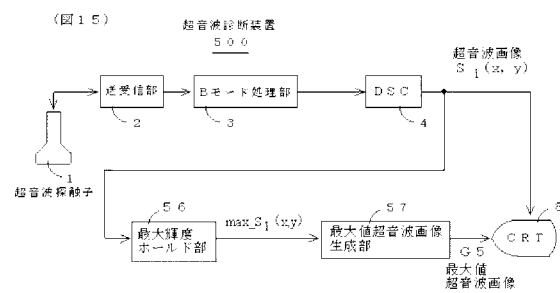 (図15)
超音波診断装置
500
超音波画像
S i (x, y)
送受信部
Bモード処理部
DSC
2
3
4
1
超音波探触子
56
57
8
最大輝度
ホールド部
max_S i (x,y)
最大値超音波画像
生成部
CRT
G5
最大値
超音波画像